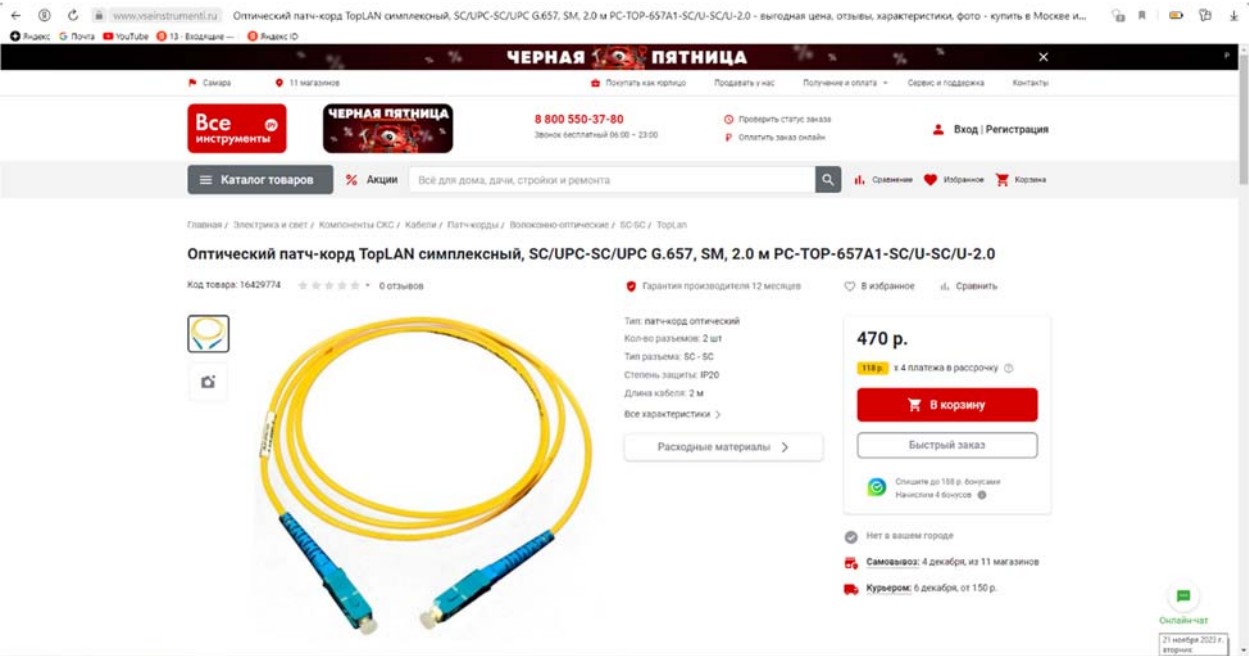 www.vseinstrumenti.ru Оптический патч-корд TopLAN симплексный, SC/UPC-SC/UPC G.657, SM, 2.0 м PC-TOP-657A1-SC/U-SC/U-2.0 - выгодная цена, отзывы, характеристики, фото - купить в Москве и...
Яндекс Почта YouTube 13 · Входящие — Яндекс ID
ЧЕРНАЯ ПЯТНИЦА
Самара 11 магазинов Покупать как юрлицо Продавать у нас Получение и оплата Сервис и поддержка Контакты
Все инструменты ру
ЧЕРНАЯ ПЯТНИЦА
8 800 550-37-80
Звонок бесплатный 06:00 – 23:00
Проверить статус заказа
Оплатить заказ онлайн
Вход | Регистрация
Каталог товаров % Акции Всё для дома, дачи, стройки и ремонта Сравнение Избранное Корзина
Главная / Электрика и свет / Компоненты СКС / Кабели / Патч-корды / Волоконно-оптические / SC-SC / TopLan
Оптический патч-корд TopLAN симплексный, SC/UPC-SC/UPC G.657, SM, 2.0 м PC-TOP-657A1-SC/U-SC/U-2.0
Код товара: 16429774 0 отзывов Гарантия производителя 12 месяцев В избранное Сравнить
Тип: патч-корд оптический
Кол-во разъемов: 2 шт
Тип разъема: SC - SC
Степень защиты: IP20
Длина кабеля: 2 м
Все характеристики
Расходные материалы
470 р.
118 р. х 4 платежа в рассрочку
В корзину
Быстрый заказ
Спишите до 188 р. бонусами
Начислим 4 бонусов
Нет в вашем городе
Самовывоз: 4 декабря, из 11 магазинов
Курьером: 6 декабря, от 150 р.
Онлайн-чат
21 ноября 2023 г.
вторник